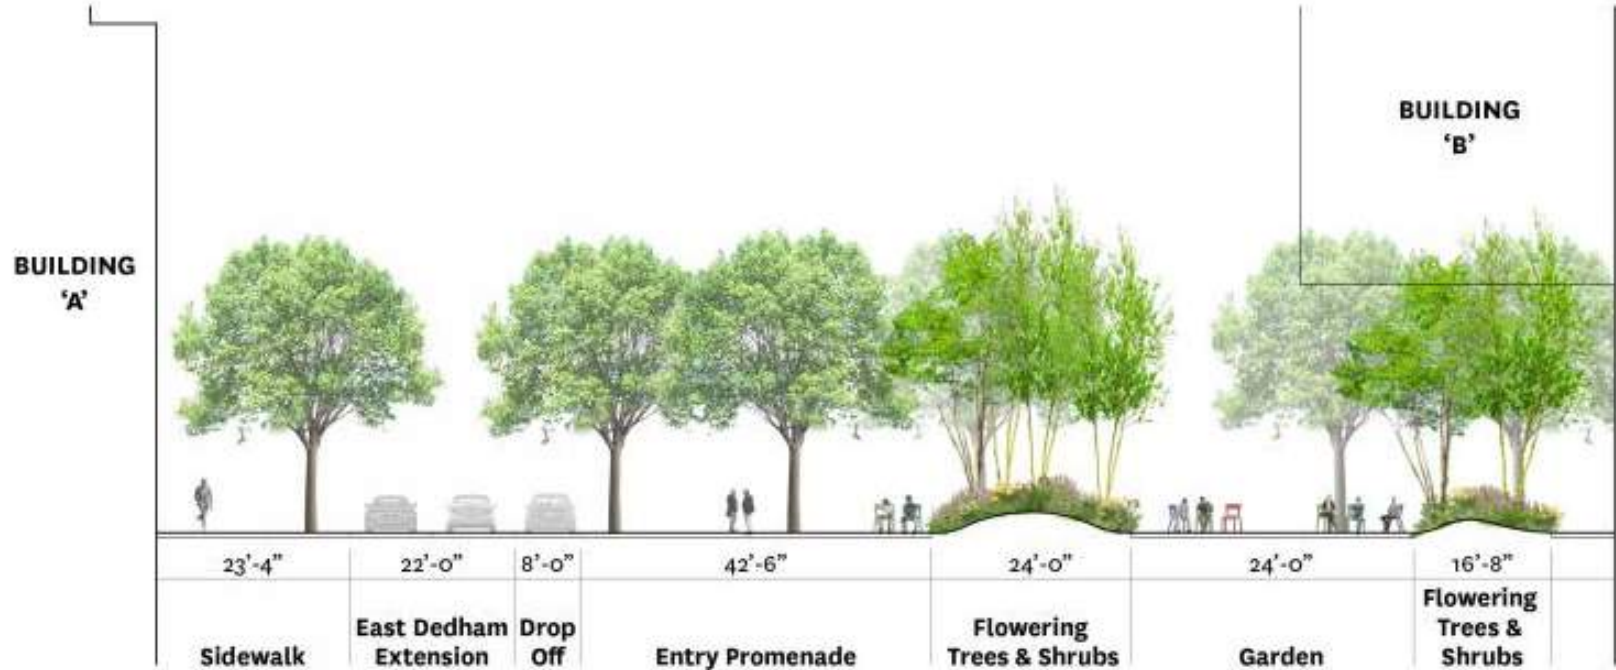 BUILDING
‘B’
BUILDING
‘A’
23’-4”
22’-0”
8’-0”
42’-6”
24’-0”
24’-0”
16’-8”
Sidewalk
East Dedham
Extension
Drop
Off
Entry Promenade
Flowering
Trees & Shrubs
Garden
Flowering
Trees &
Shrubs